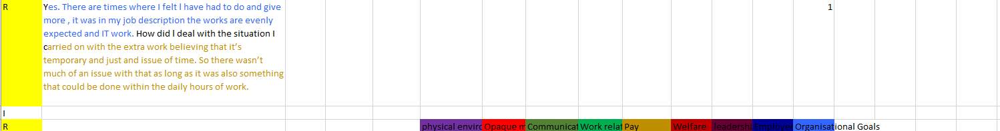 R Yes. There are times where I felt I have had to do and give 1
more , it was in my job description the works are evenly
expected and IT work. How did I deal with the situation I
carried on with the extra work believing that it's
temporary and just and issue of time. So there wasn't
much of an issue with that as long as it was also something
that could be done within the daily hours of work.
I
R physical enviro Opaque m Communicat Work relat Pay Welfare leadershi Employee Organisational Goals